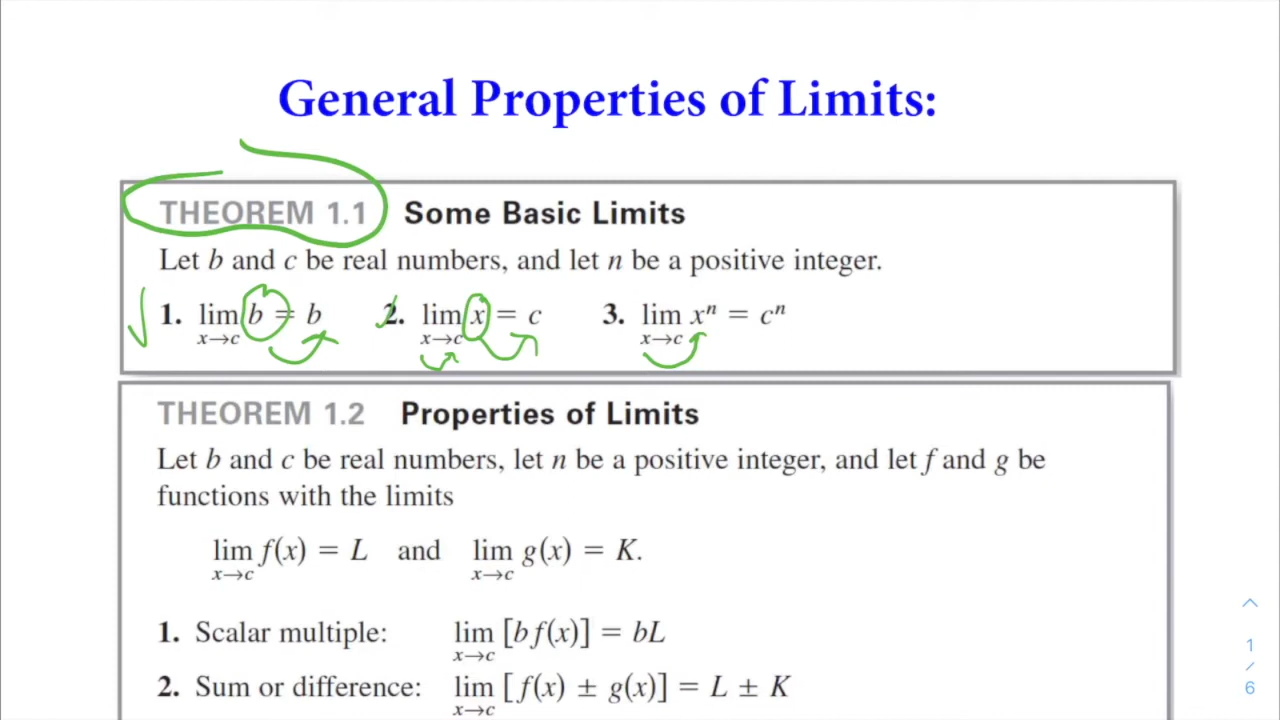 General Properties of Limits:
THEOREM 1.1 Some Basic Limits
Let b and c be real numbers, and let n be a positive integer.
1. lim b = b 2. lim x = c 3. lim xⁿ = cⁿ
x→c x→c x→c
THEOREM 1.2 Properties of Limits
Let b and c be real numbers, let n be a positive integer, and let f and g be
functions with the limits
lim f(x) = L and lim g(x) = K.
x→c x→c
1. Scalar multiple: lim [b f(x)] = bL
x→c
2. Sum or difference: lim [f(x) ± g(x)] = L ± K
x→c
1
/
6